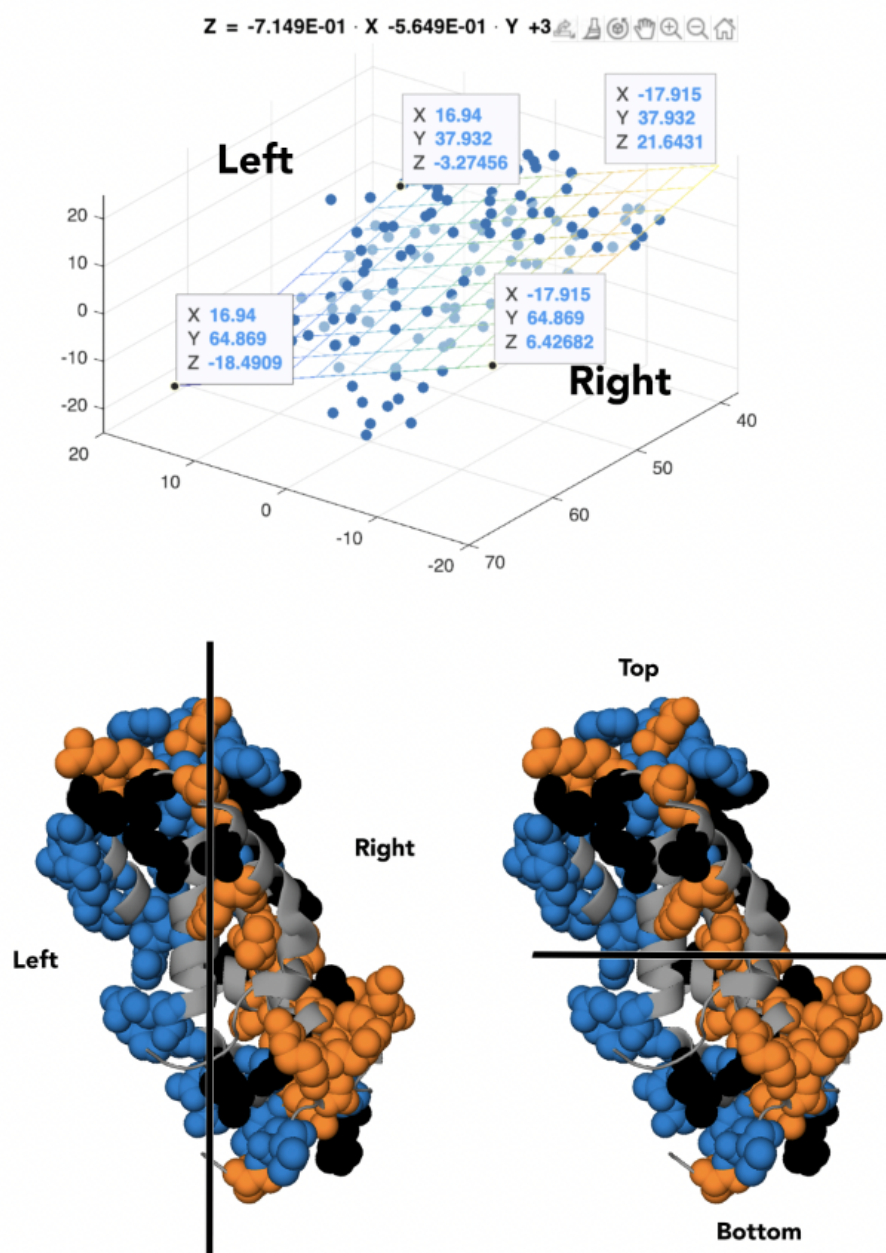 Z = -7.149E-01 · X -5.649E-01 · Y +3
X -17.915
Y 37.932
Z 21.6431
X 16.94
Y 37.932
Z -3.27456
Left
20
10
0
-10
-20
X 16.94
Y 64.869
Z -18.4909
X -17.915
Y 64.869
Z 6.42682
Right
20
10
0
-10
-20
70
60
50
40
Top
Right
Left
Bottom